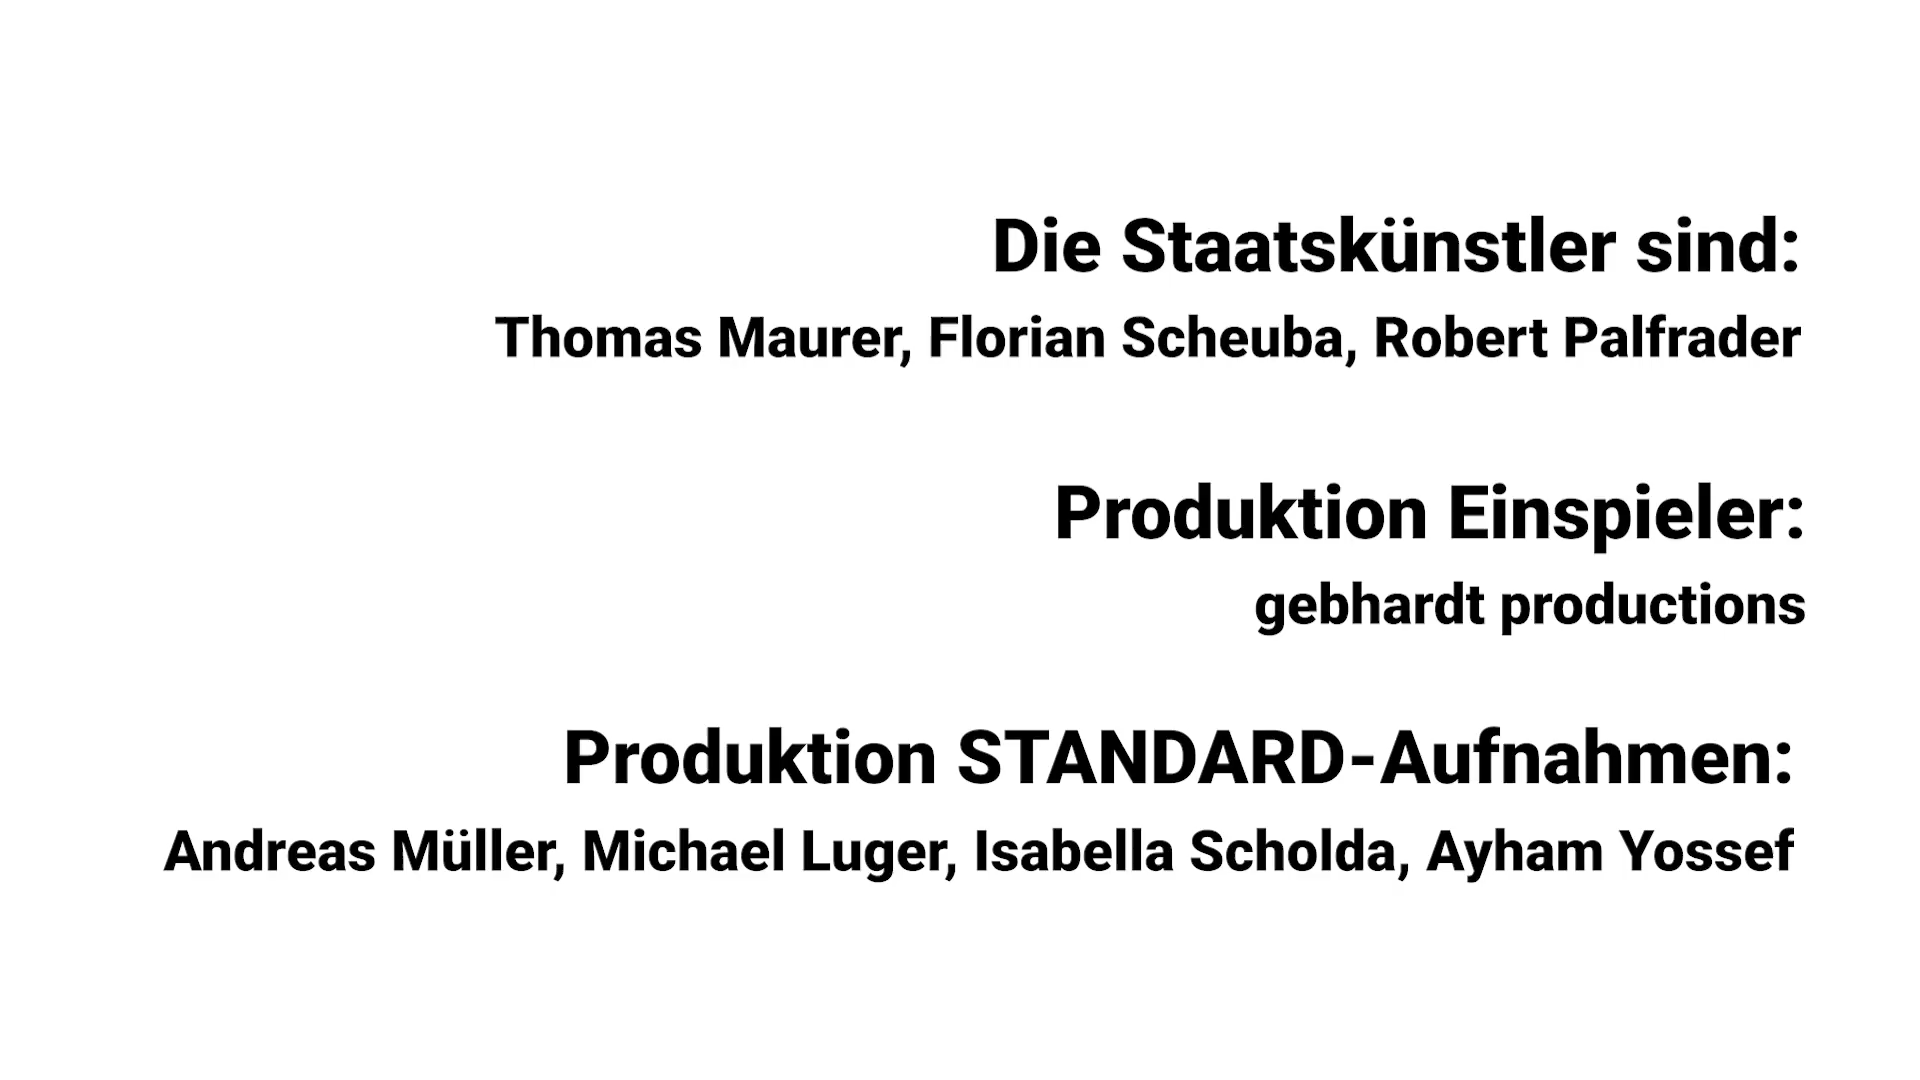 Die Staatskünstler sind:
Thomas Maurer, Florian Scheuba, Robert Palfrader
Produktion Einspieler:
gebhardt productions
Produktion STANDARD-Aufnahmen:
Andreas Müller, Michael Luger, Isabella Scholda, Ayham Yossef